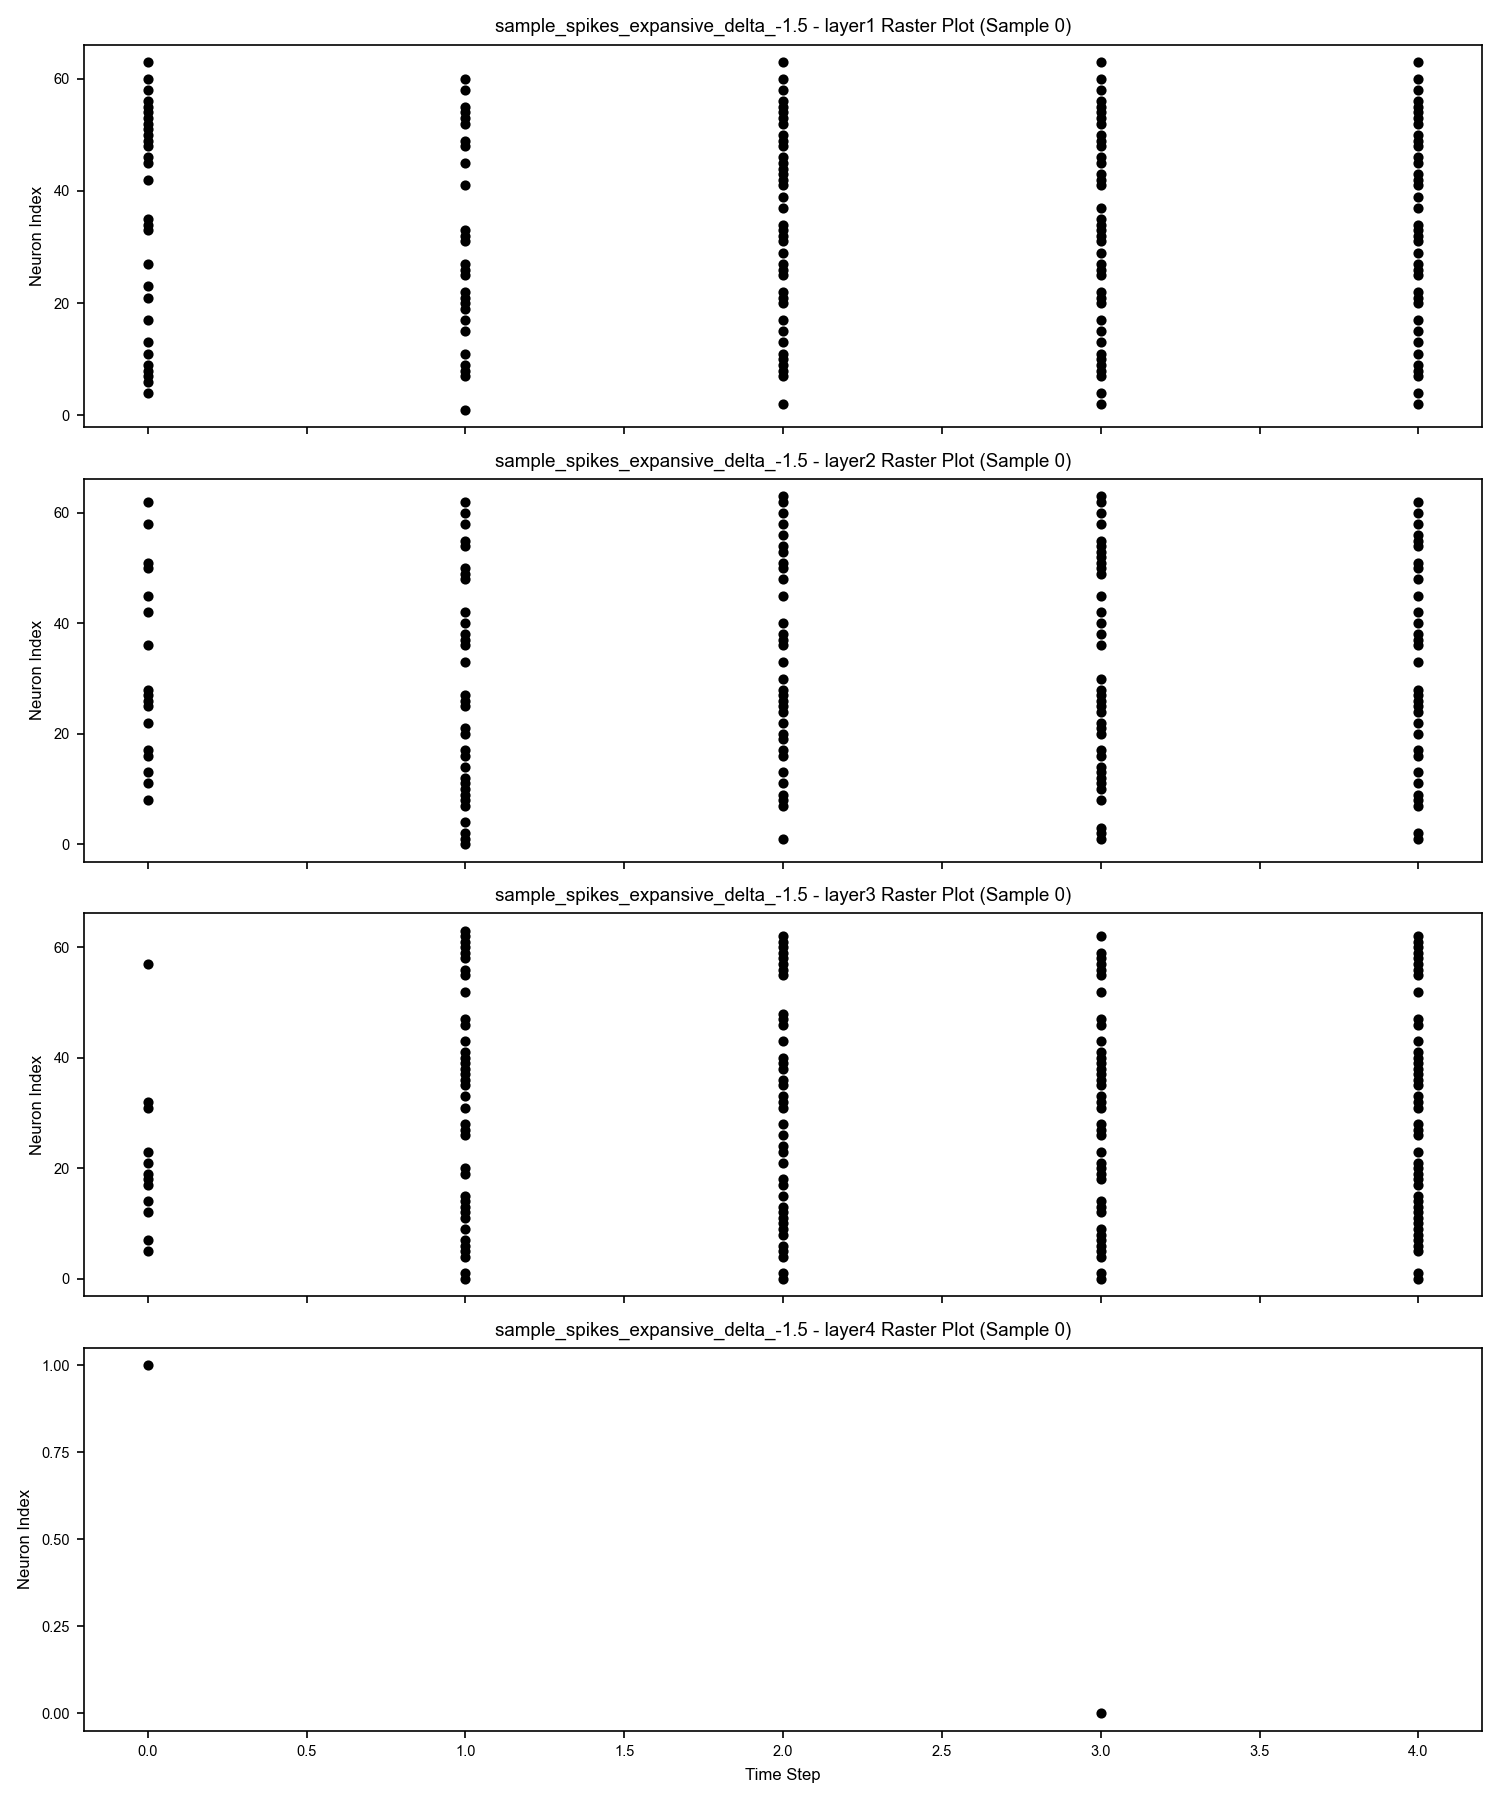 sample_spikes_expansive_delta_-1.5 - layer1 Raster Plot (Sample 0)
60
40
20
0
Neuron Index
sample_spikes_expansive_delta_-1.5 - layer2 Raster Plot (Sample 0)
60
40
20
0
Neuron Index
sample_spikes_expansive_delta_-1.5 - layer3 Raster Plot (Sample 0)
60
40
20
0
Neuron Index
sample_spikes_expansive_delta_-1.5 - layer4 Raster Plot (Sample 0)
1.00
0.75
0.50
0.25
0.00
Neuron Index
0.0 0.5 1.0 1.5 2.0 2.5 3.0 3.5 4.0
Time Step